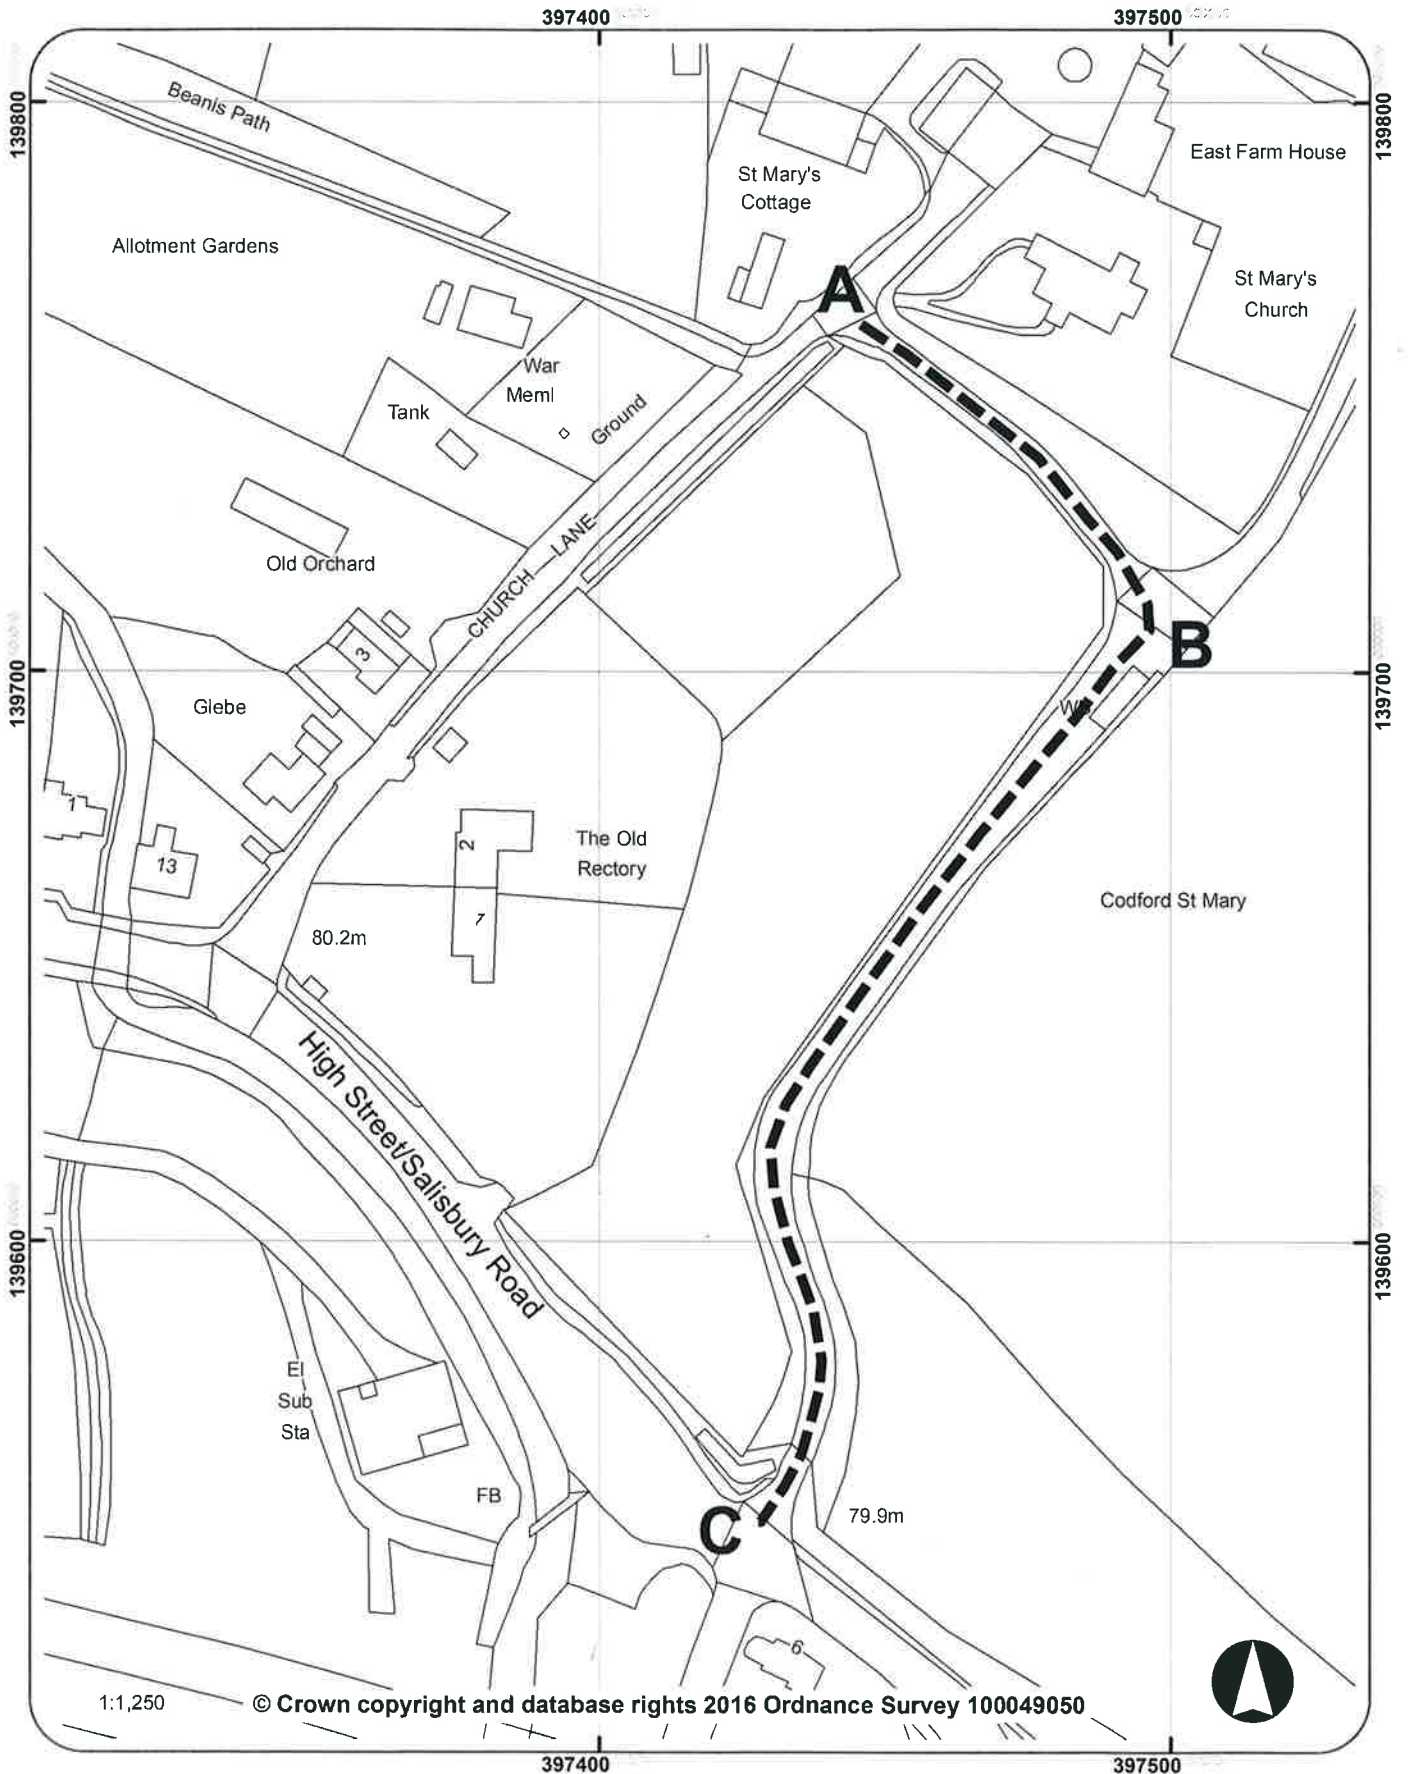 397400
397500
Beanis Path
139800
139800
East Farm House
St Mary's
Cottage
Allotment Gardens
A
St Mary's
Church
War
Meml
Tank
Ground
CHURCH LANE
Old Orchard
3
B
139700
139700
Glebe
1
2
The Old
Rectory
13
7
Codford St Mary
80.2m
High Street/Salisbury Road
139600
139600
El
Sub
Sta
FB
C
79.9m
6
1:1,250
© Crown copyright and database rights 2016 Ordnance Survey 100049050
397400
397500